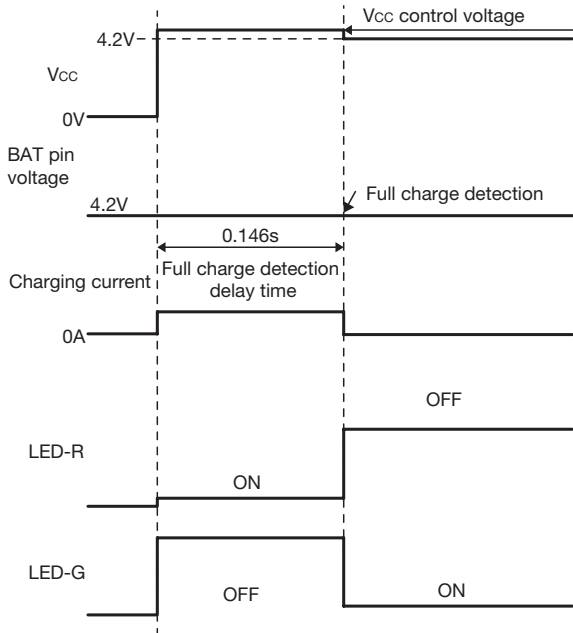 Vcc control voltage
4.2V
Vcc
0V
BAT pin
voltage
4.2V
Full charge detection
0.146s
Charging current
Full charge detection
delay time
0A
OFF
LED-R
ON
LED-G
OFF
ON